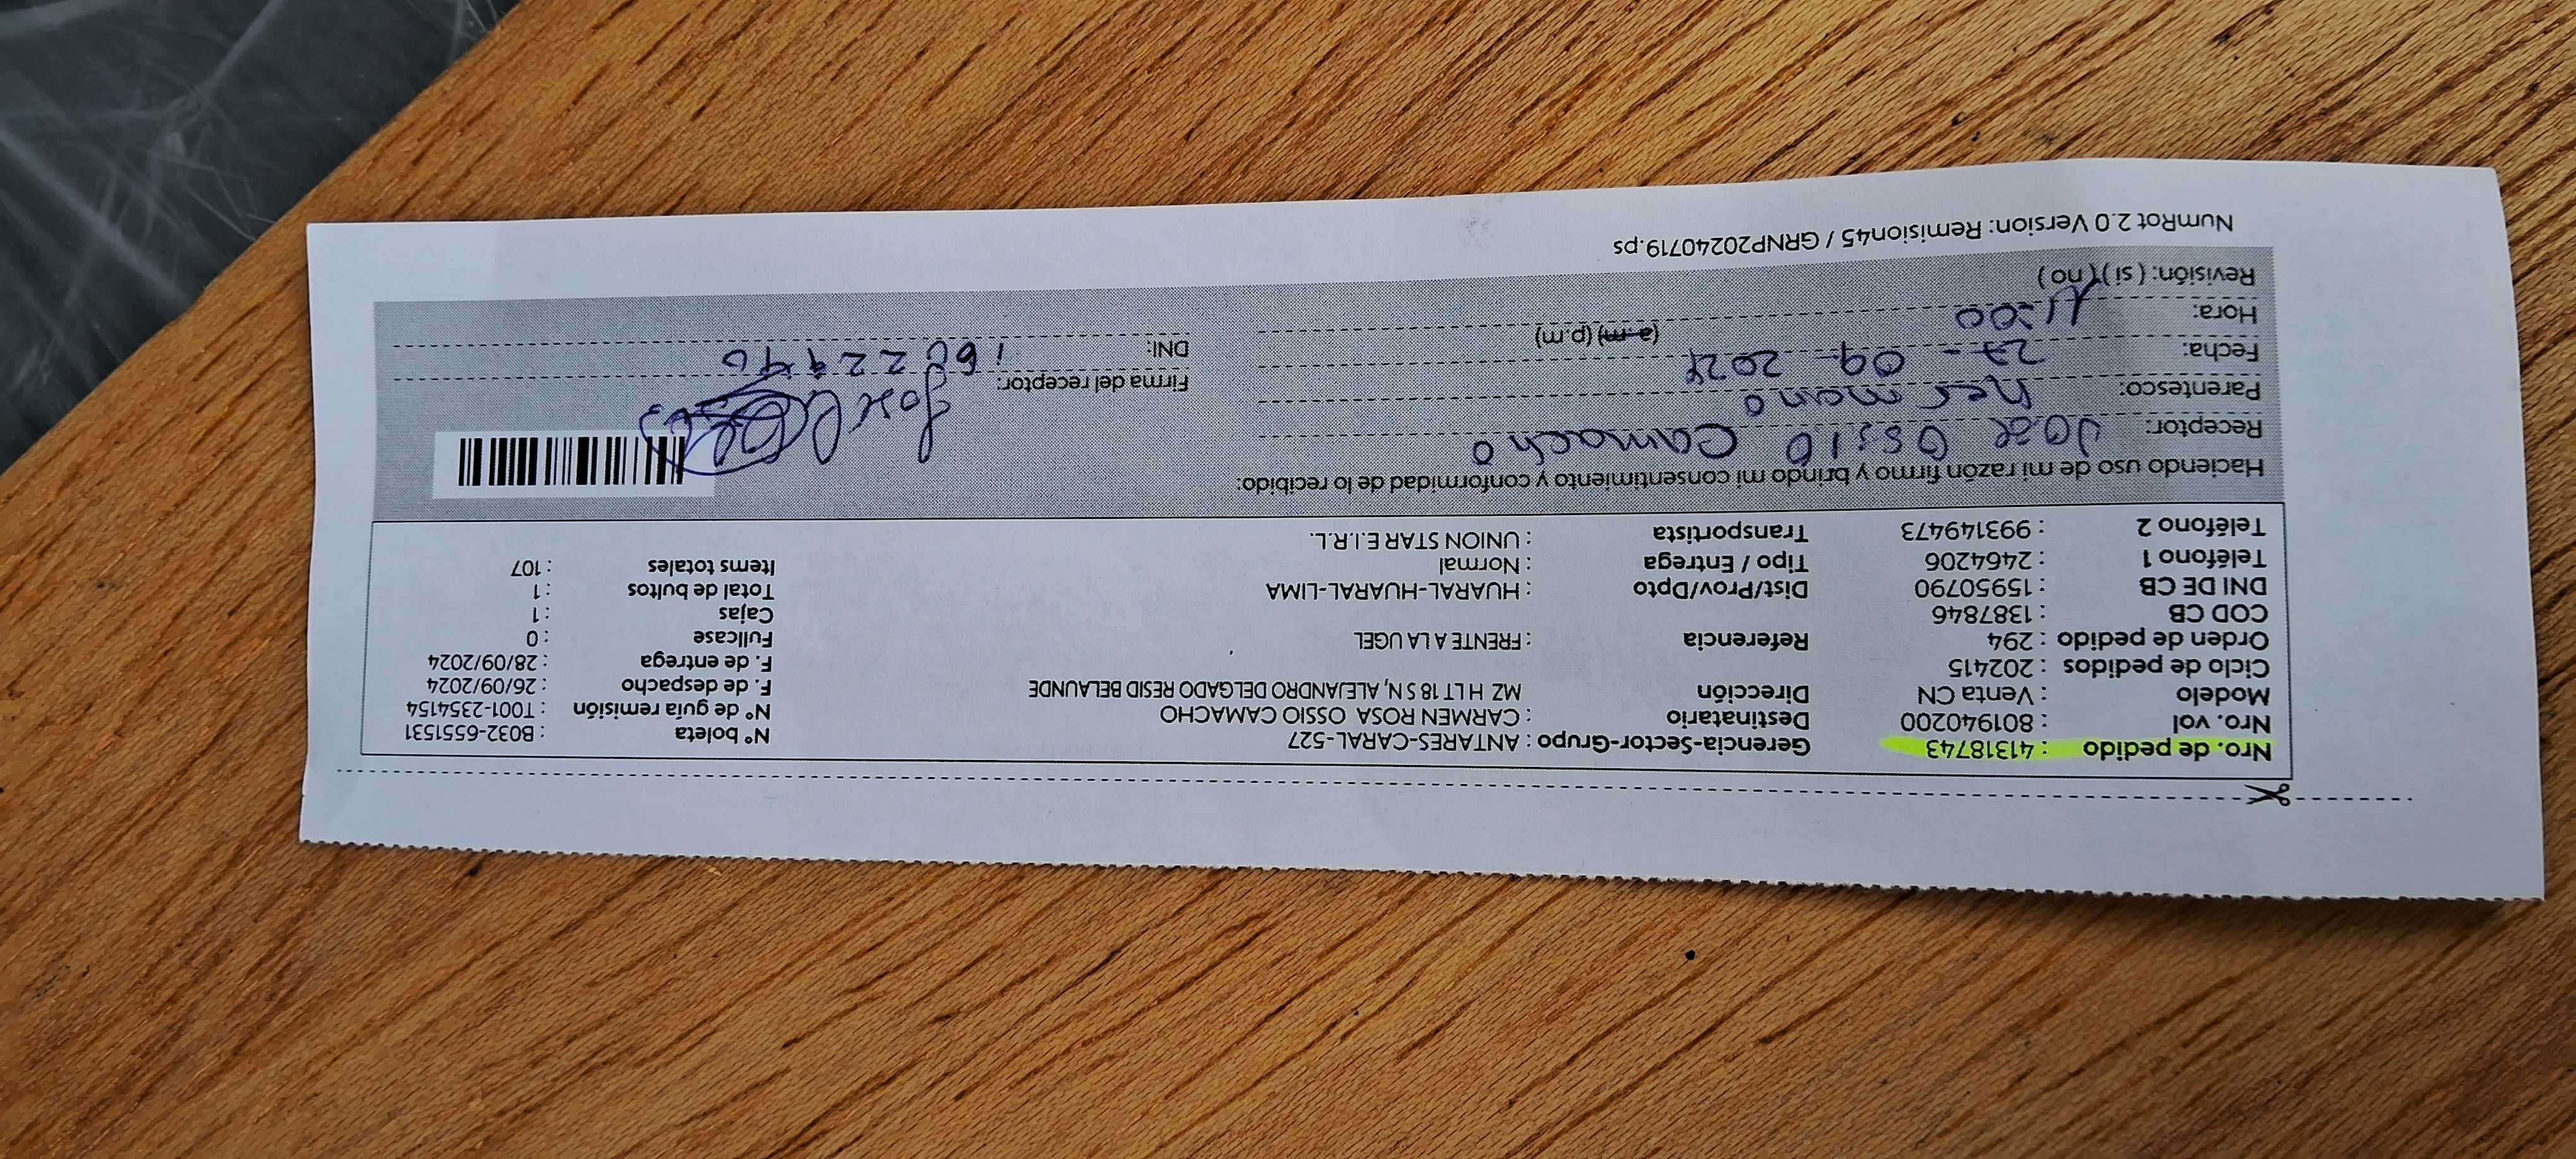 Nro. de pedido : 41318743 Gerencia-Sector-Grupo : ANTARES-CARAL-527 N° boleta : B032-6551531
Nro. vol : 801940200 Destinatario : CARMEN ROSA OSSIO CAMACHO N° de guía remisión : T001-2354154
Modelo : Venta CN Dirección MZ H LT 18 S N, ALEJANDRO DELGADO RESID BELAUNDE F. de despacho : 26/09/2024
Ciclo de pedidos : 202415 F. de entrega : 28/09/2024
Orden de pedido : 294 Referencia : FRENTE A LA UGEL Fullcase : 0
COD CB : 1387846 Cajas : 1
DNI DE CB : 15950790 Dist/Prov/Dpto : HUARAL-HUARAL-LIMA Total de bultos : 1
Teléfono 1 : 2464206 Tipo / Entrega : Normal Items totales : 107
Teléfono 2 : 993149473 Transportista : UNION STAR E.I.R.L.
Haciendo uso de mi razón firmo y brindo mi consentimiento y conformidad de lo recibido:
Receptor: José Ossio Camacho
Parentesco: hermano Firma del receptor: José
Fecha: 27-09-2024 DNI:
Hora: 11:00 (a.m) (p.m)
Revisión: ( si ) ( no )
NumRot 2.0 Version: Remision45 / GRNP20240719.ps